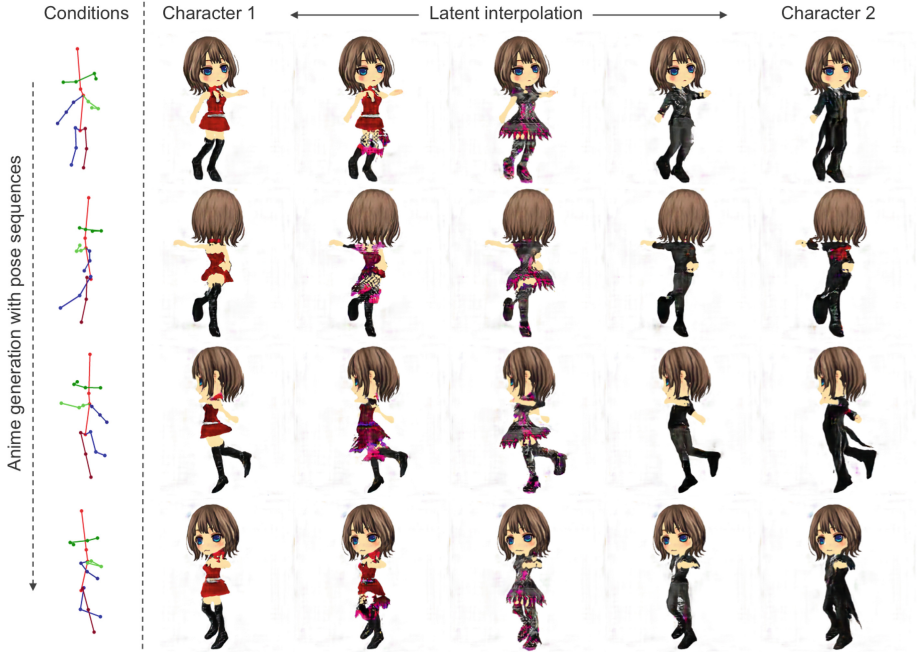 Conditions
Character 1
Latent interpolation
Character 2
Anime generation with pose sequences